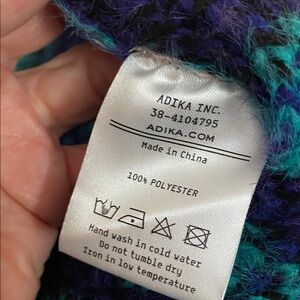 ADIKA INC.
38-4104795
ADIKA.COM
Made in China
100% POLYESTER
Hand wash in cold water
Do not tumble dry
Iron in low temperature